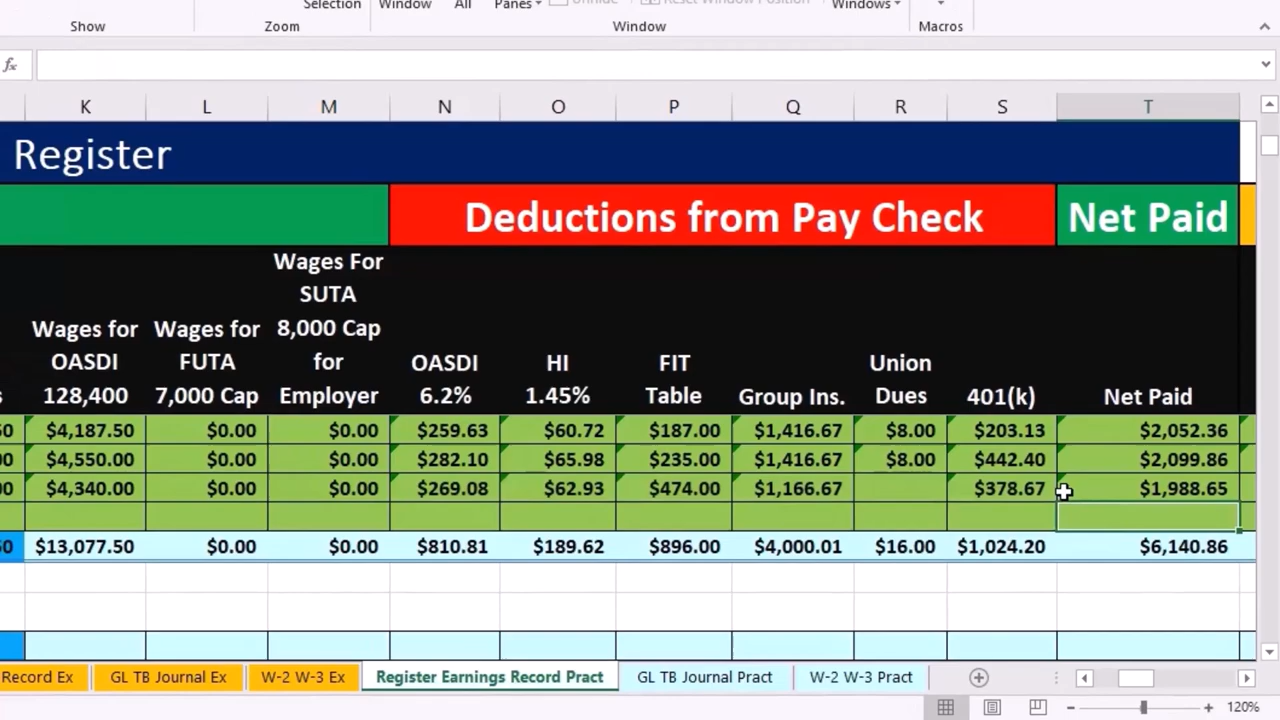 Selection Window All Panes Unhide Reset Window Position Windows
Show Zoom Window Macros
fx
K L M N O P Q R S T
Register
Deductions from Pay Check Net Paid
Wages For
SUTA
Wages for Wages for 8,000 Cap Union
OASDI FUTA for OASDI HI FIT Dues
128,400 7,000 Cap Employer 6.2% 1.45% Table Group Ins. 401(k) Net Paid
50 $4,187.50 $0.00 $0.00 $259.63 $60.72 $187.00 $1,416.67 $8.00 $203.13 $2,052.36
00 $4,550.00 $0.00 $0.00 $282.10 $65.98 $235.00 $1,416.67 $8.00 $442.40 $2,099.86
00 $4,340.00 $0.00 $0.00 $269.08 $62.93 $474.00 $1,166.67 $378.67 $1,988.65
50 $13,077.50 $0.00 $0.00 $810.81 $189.62 $896.00 $4,000.01 $16.00 $1,024.20 $6,140.86
Record Ex GL TB Journal Ex W-2 W-3 Ex Register Earnings Record Pract GL TB Journal Pract W-2 W-3 Pract
120%